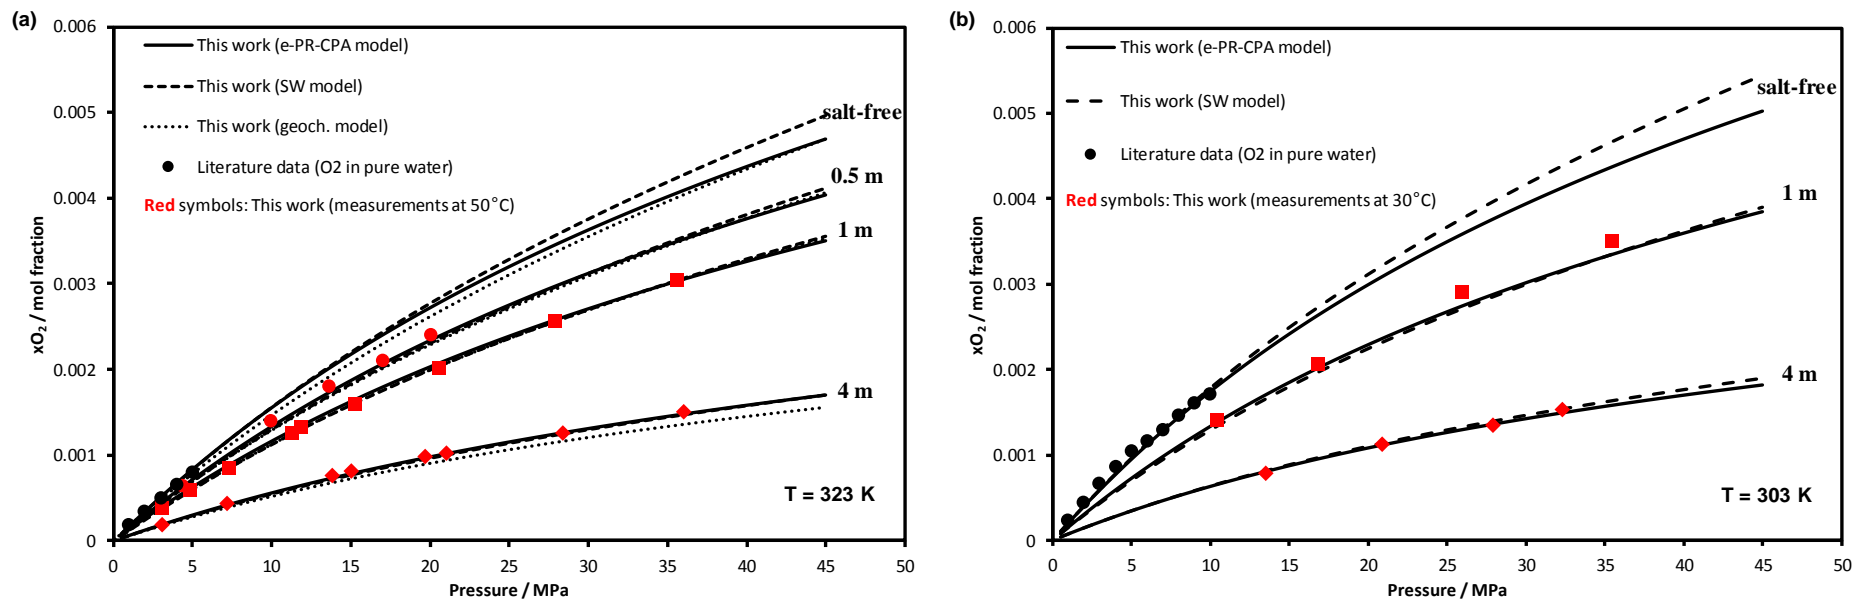 (a)
xO₂ / mol fraction
0.006
0.005
0.004
0.003
0.002
0.001
0
This work (e-PR-CPA model)
This work (SW model)
This work (geoch. model)
Literature data (O2 in pure water)
Red symbols: This work (measurements at 50°C)
salt-free
0.5 m
1 m
4 m
T = 323 K
0 5 10 15 20 25 30 35 40 45 50
Pressure / MPa
(b)
xO₂ / mol fraction
0.006
0.005
0.004
0.003
0.002
0.001
0
This work (e-PR-CPA model)
This work (SW model)
Literature data (O2 in pure water)
Red symbols: This work (measurements at 30°C)
salt-free
1 m
4 m
T = 303 K
0 5 10 15 20 25 30 35 40 45 50
Pressure / MPa